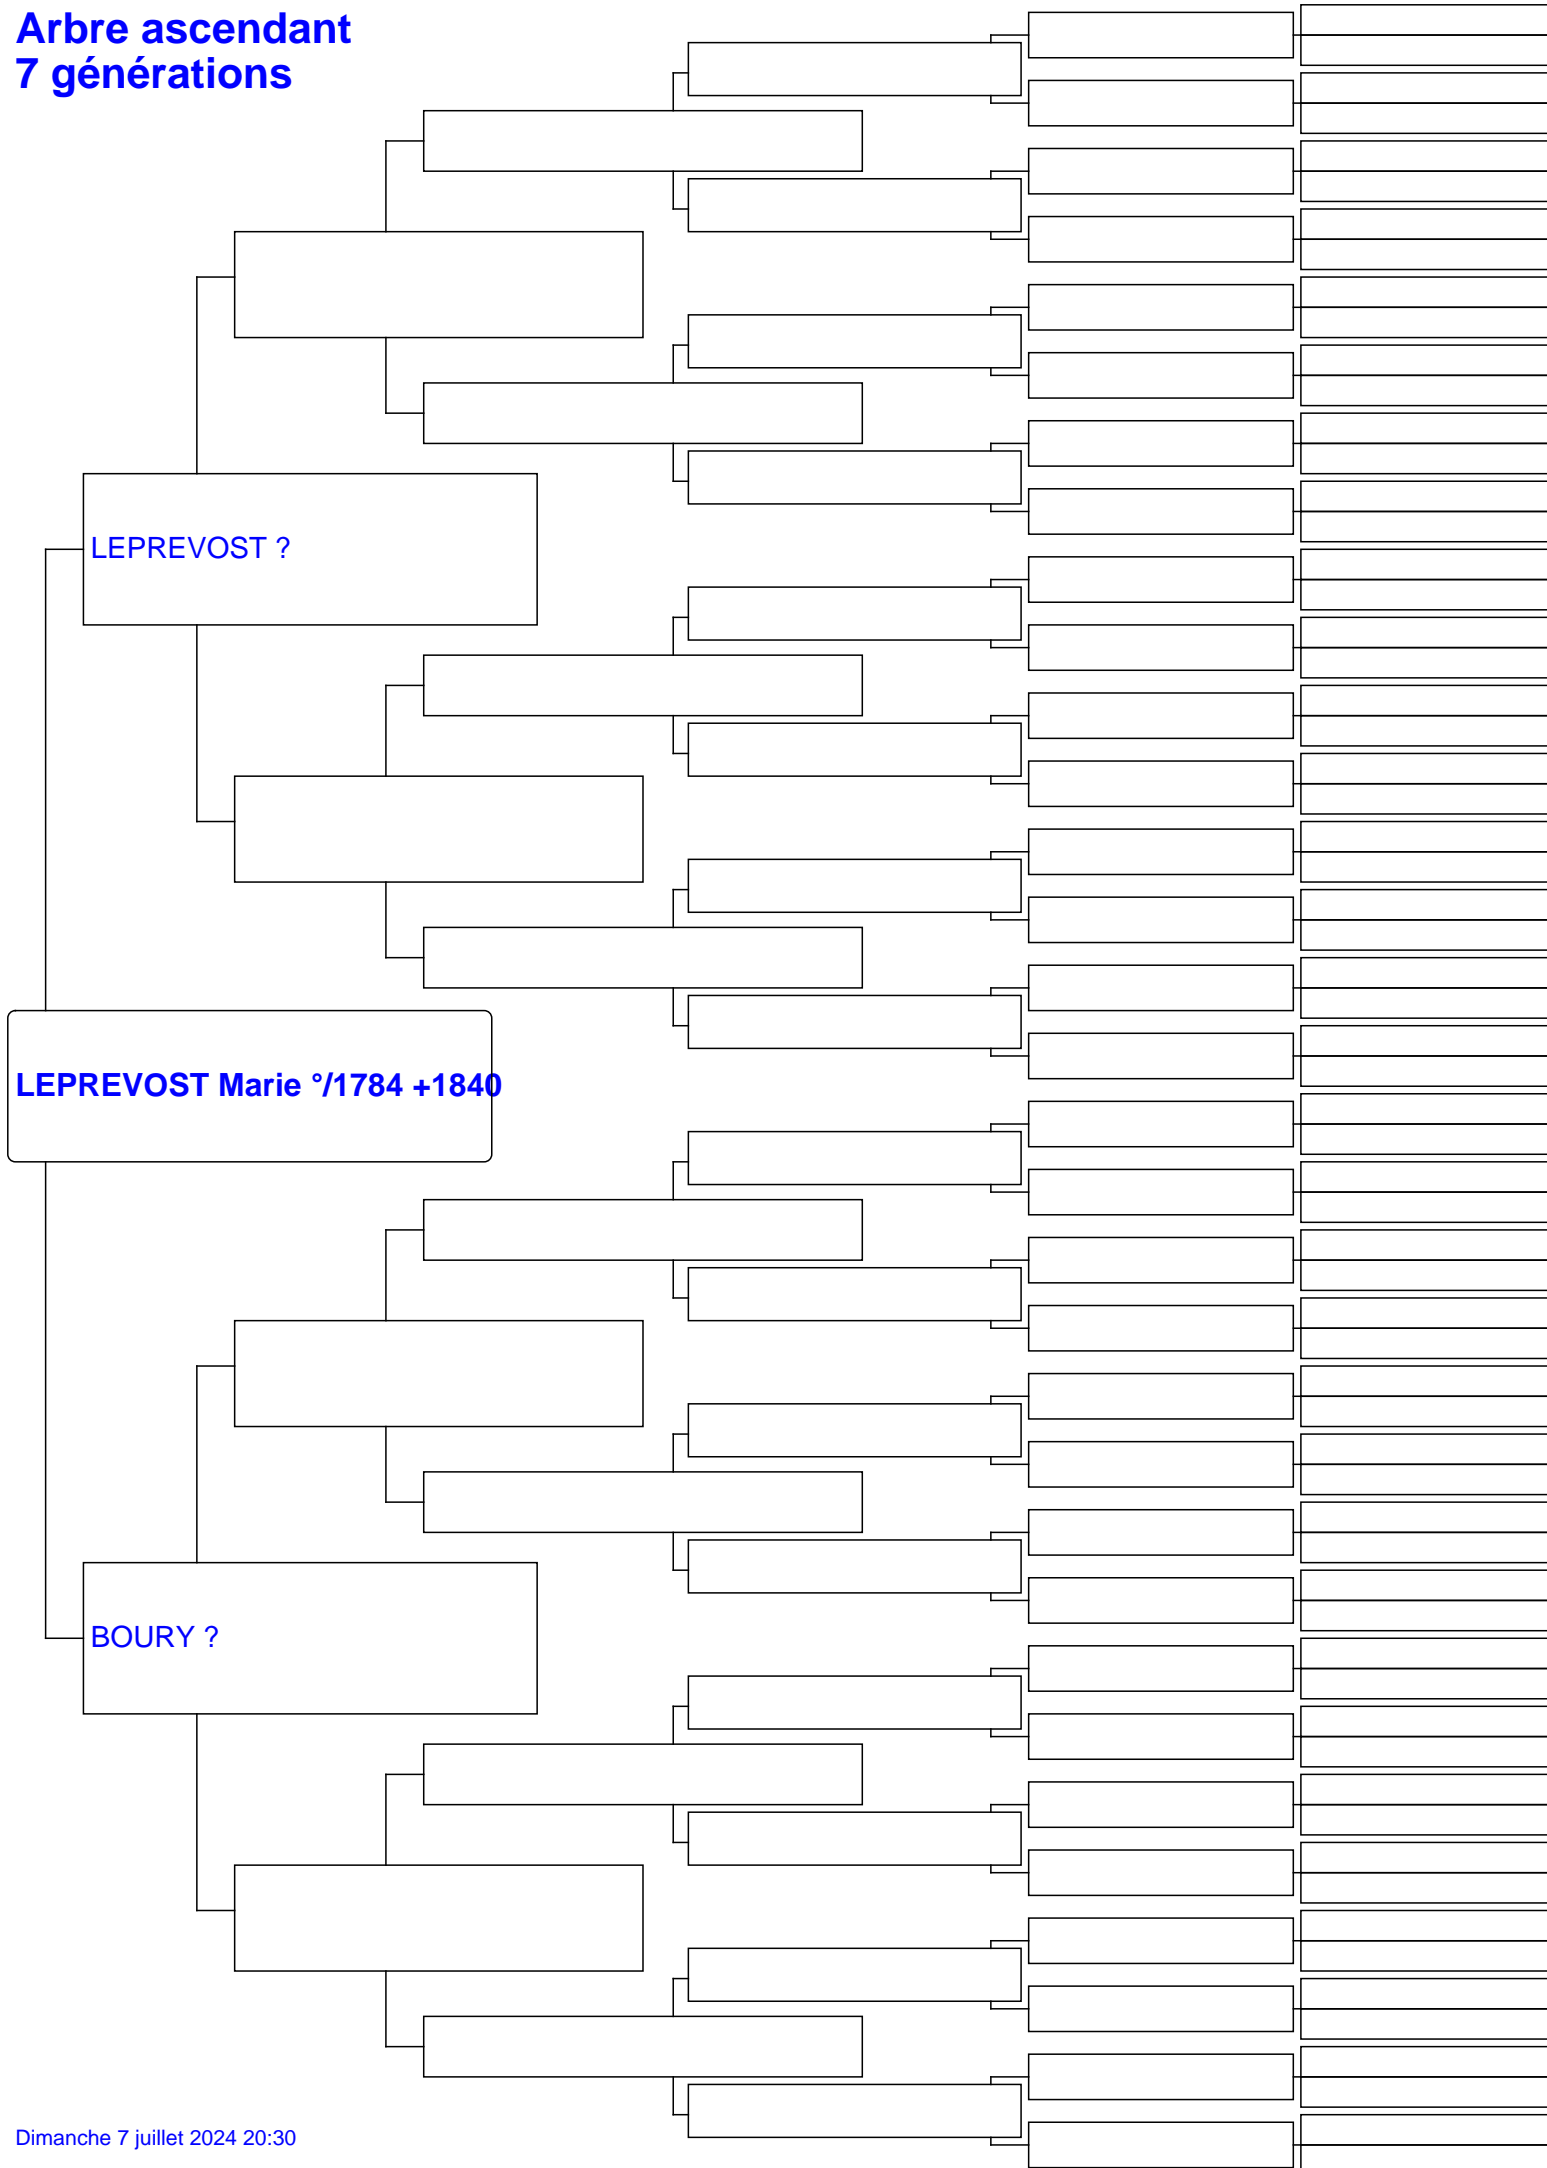 Arbre ascendant
7 générations
LEPREVOST ?
LEPREVOST Marie °/1784 +1840
BOURY ?
Dimanche 7 juillet 2024 20:30